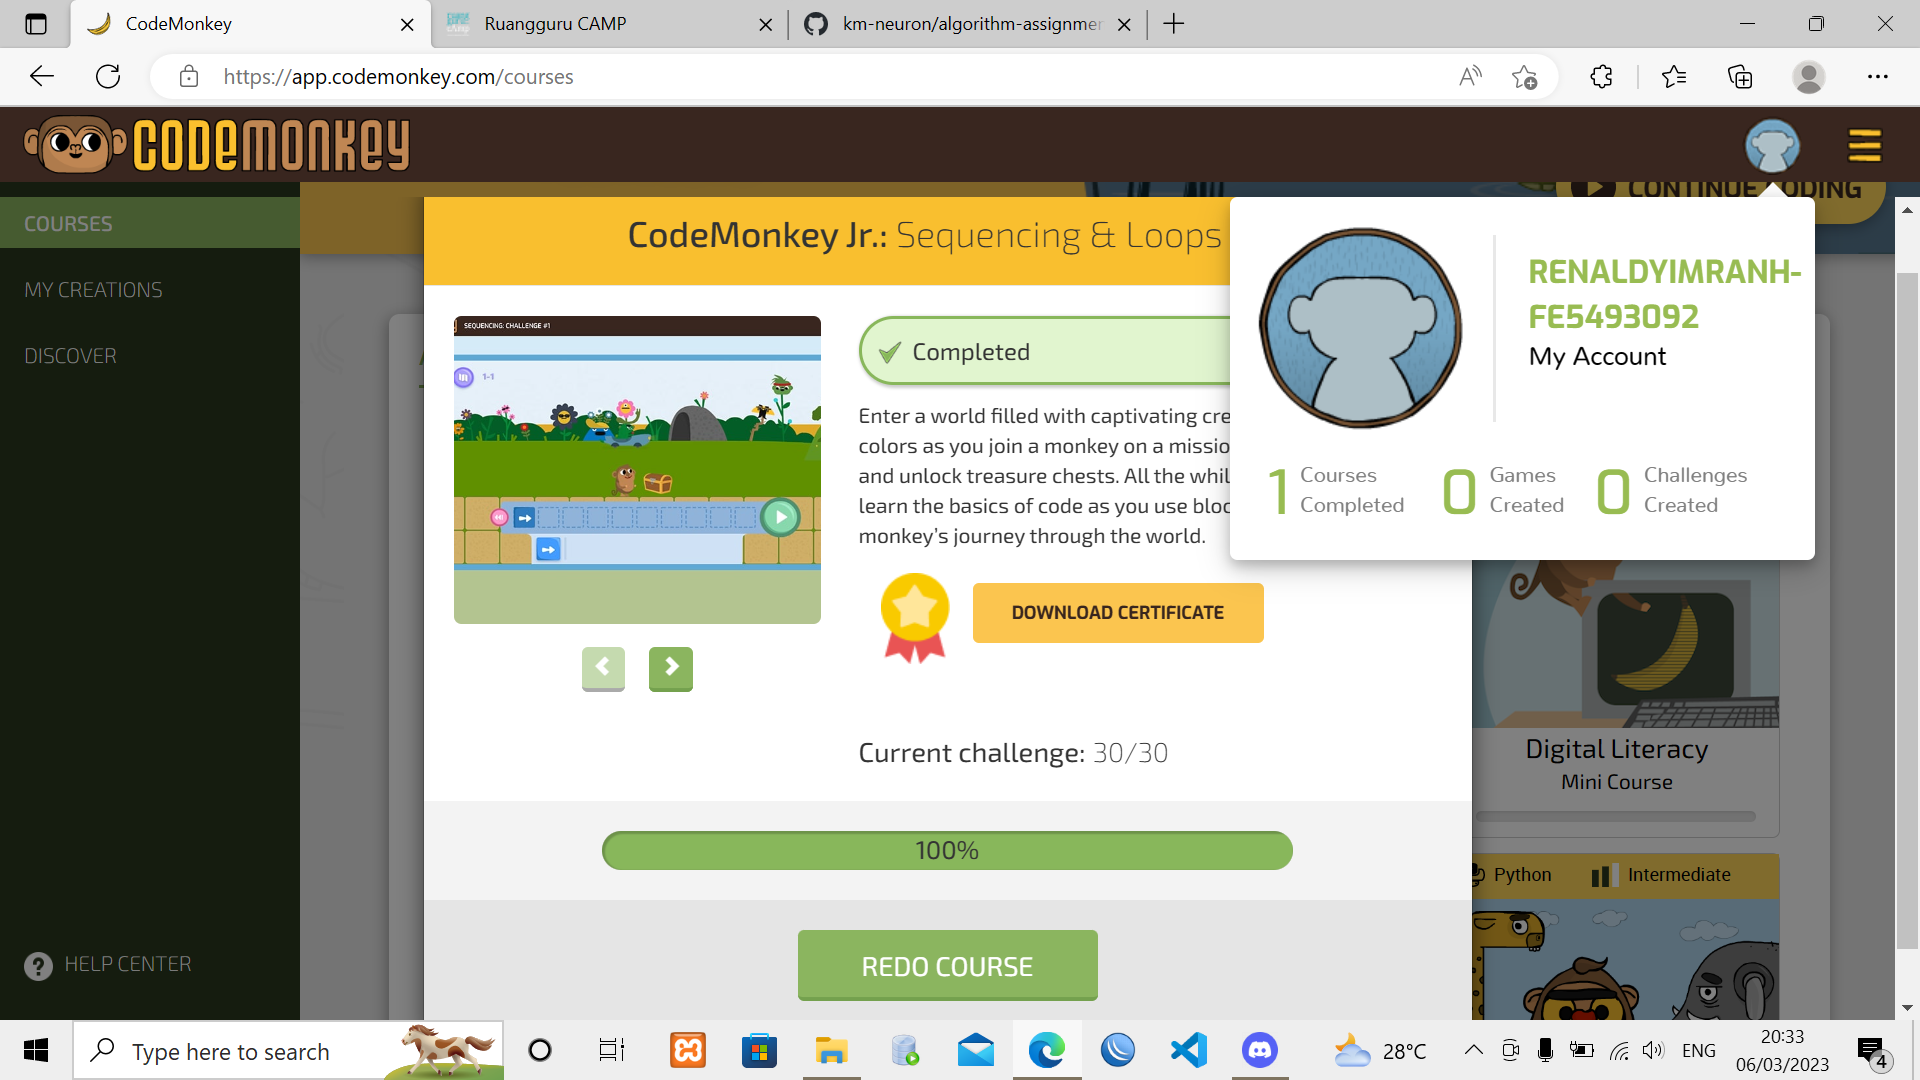 CodeMonkey
Ruangguru CAMP
km-neuron/algorithm-assignmer
https://app.codemonkey.com/courses
CODEMONKEY
CONTINUE CODING
COURSES
MY CREATIONS
DISCOVER
HELP CENTER
CodeMonkey Jr.: Sequencing & Loops
SEQUENCING: CHALLENGE #1
1-1
Completed
Enter a world filled with captivating cre
colors as you join a monkey on a missio
and unlock treasure chests. All the whil
learn the basics of code as you use bloc
monkey's journey through the world.
DOWNLOAD CERTIFICATE
Current challenge: 30/30
100%
REDO COURSE
RENALDYIMRANH-
FE5493092
My Account
1 Courses Completed
0 Games Created
0 Challenges Created
Digital Literacy
Mini Course
Python
Intermediate
Type here to search
28°C
ENG
20:33
06/03/2023
4